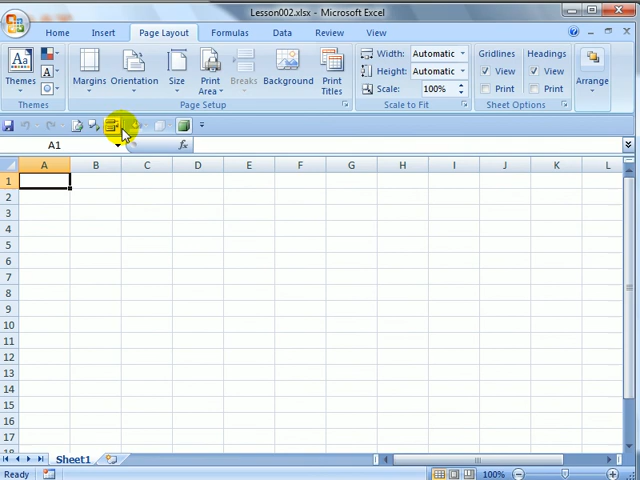 Lesson002.xlsx - Microsoft Excel
Home Insert Page Layout Formulas Data Review View
Themes Margins Orientation Size Print Area Breaks Background Print Titles Width: Automatic Height: Automatic Scale: 100% Gridlines View Print Headings View Print Arrange
Themes Page Setup Scale to Fit Sheet Options
A1 fx
A B C D E F G H I J K L
1
2
3
4
5
6
7
8
9
10
11
12
13
14
15
16
17
18
Sheet1
Ready 100%